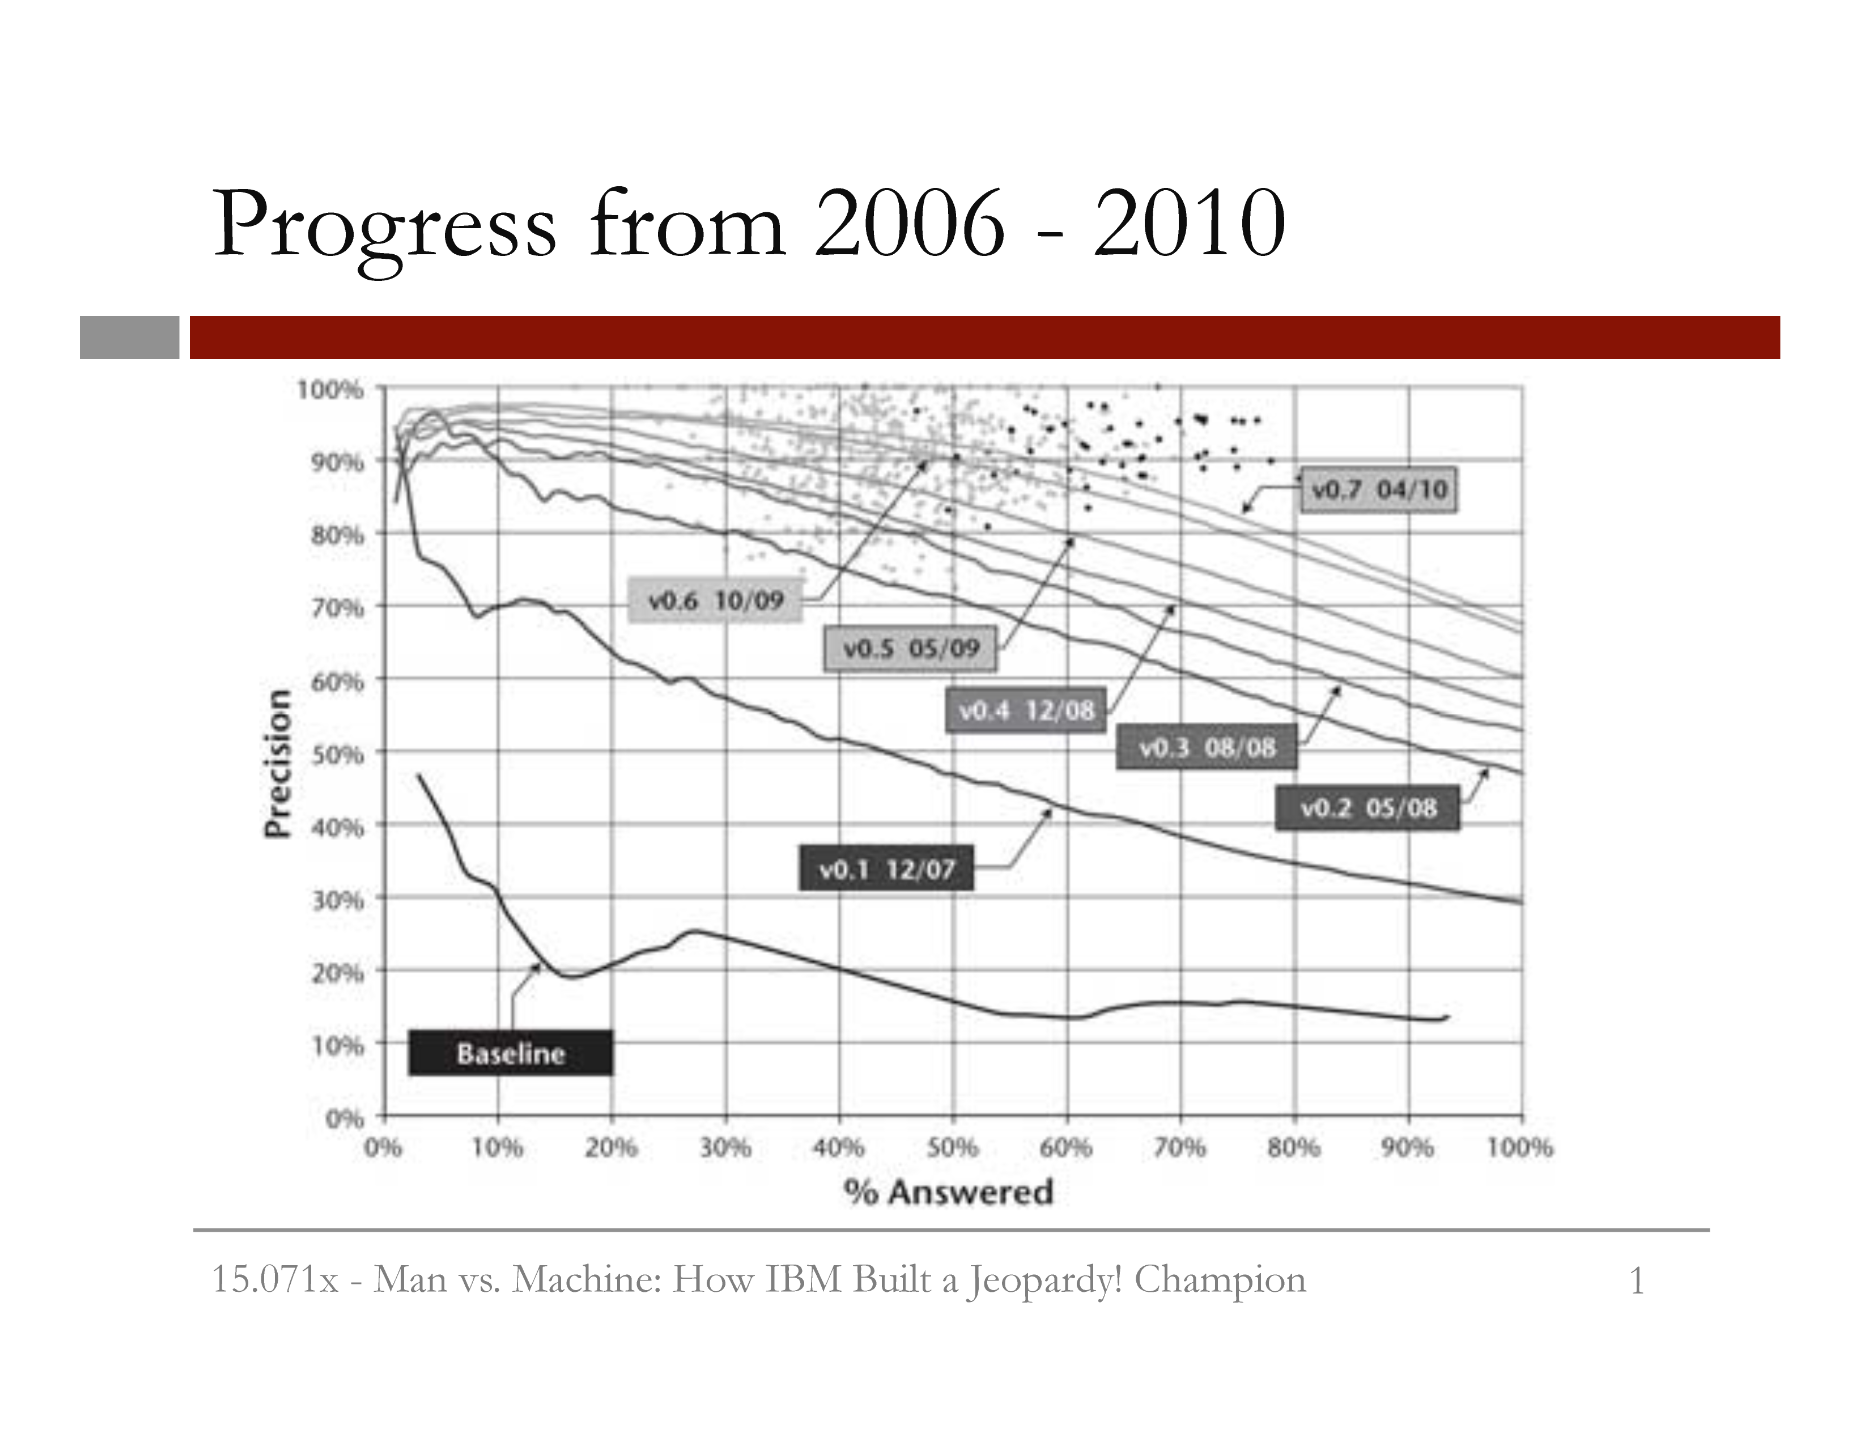 Progress from 2006 - 2010
100%
90%
80%
70%
60%
50%
40%
30%
20%
10%
0%
Precision
v0.7 04/10
v0.6 10/09
v0.5 05/09
v0.4 12/08
v0.3 08/08
v0.2 05/08
v0.1 12/07
Baseline
0% 10% 20% 30% 40% 50% 60% 70% 80% 90% 100%
% Answered
15.071x - Man vs. Machine: How IBM Built a Jeopardy! Champion 1